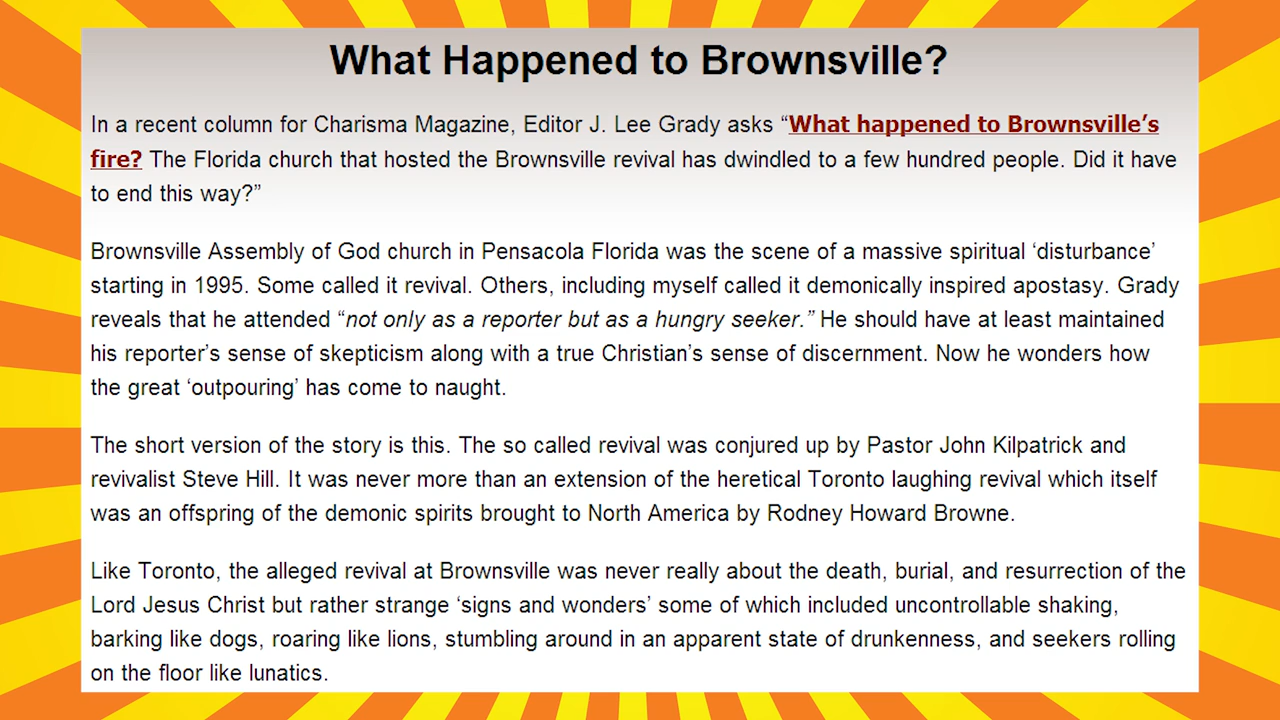 What Happened to Brownsville?
In a recent column for Charisma Magazine, Editor J. Lee Grady asks “What happened to Brownsville’s
fire? The Florida church that hosted the Brownsville revival has dwindled to a few hundred people. Did it have
to end this way?”
Brownsville Assembly of God church in Pensacola Florida was the scene of a massive spiritual ‘disturbance’
starting in 1995. Some called it revival. Others, including myself called it demonically inspired apostasy. Grady
reveals that he attended “not only as a reporter but as a hungry seeker.” He should have at least maintained
his reporter’s sense of skepticism along with a true Christian’s sense of discernment. Now he wonders how
the great ‘outpouring’ has come to naught.
The short version of the story is this. The so called revival was conjured up by Pastor John Kilpatrick and
revivalist Steve Hill. It was never more than an extension of the heretical Toronto laughing revival which itself
was an offspring of the demonic spirits brought to North America by Rodney Howard Browne.
Like Toronto, the alleged revival at Brownsville was never really about the death, burial, and resurrection of the
Lord Jesus Christ but rather strange ‘signs and wonders’ some of which included uncontrollable shaking,
barking like dogs, roaring like lions, stumbling around in an apparent state of drunkenness, and seekers rolling
on the floor like lunatics.